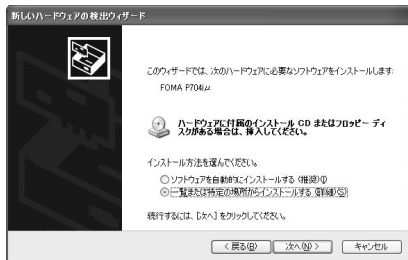 新しいハードウェアの検出ウィザード
このウィザードでは、次のハードウェアに必要なソフトウェアをインストールします:
FOMA P704iμ
ハードウェアに付属のインストール CD またはフロッピー ディ
スクがある場合は、挿入してください。
インストール方法を選んでください。
ソフトウェアを自動的にインストールする (推奨)(I)
一覧または特定の場所からインストールする (詳細)(S)
続行するには、[次へ] をクリックしてください。
< 戻る(B) 次へ(N) > キャンセル